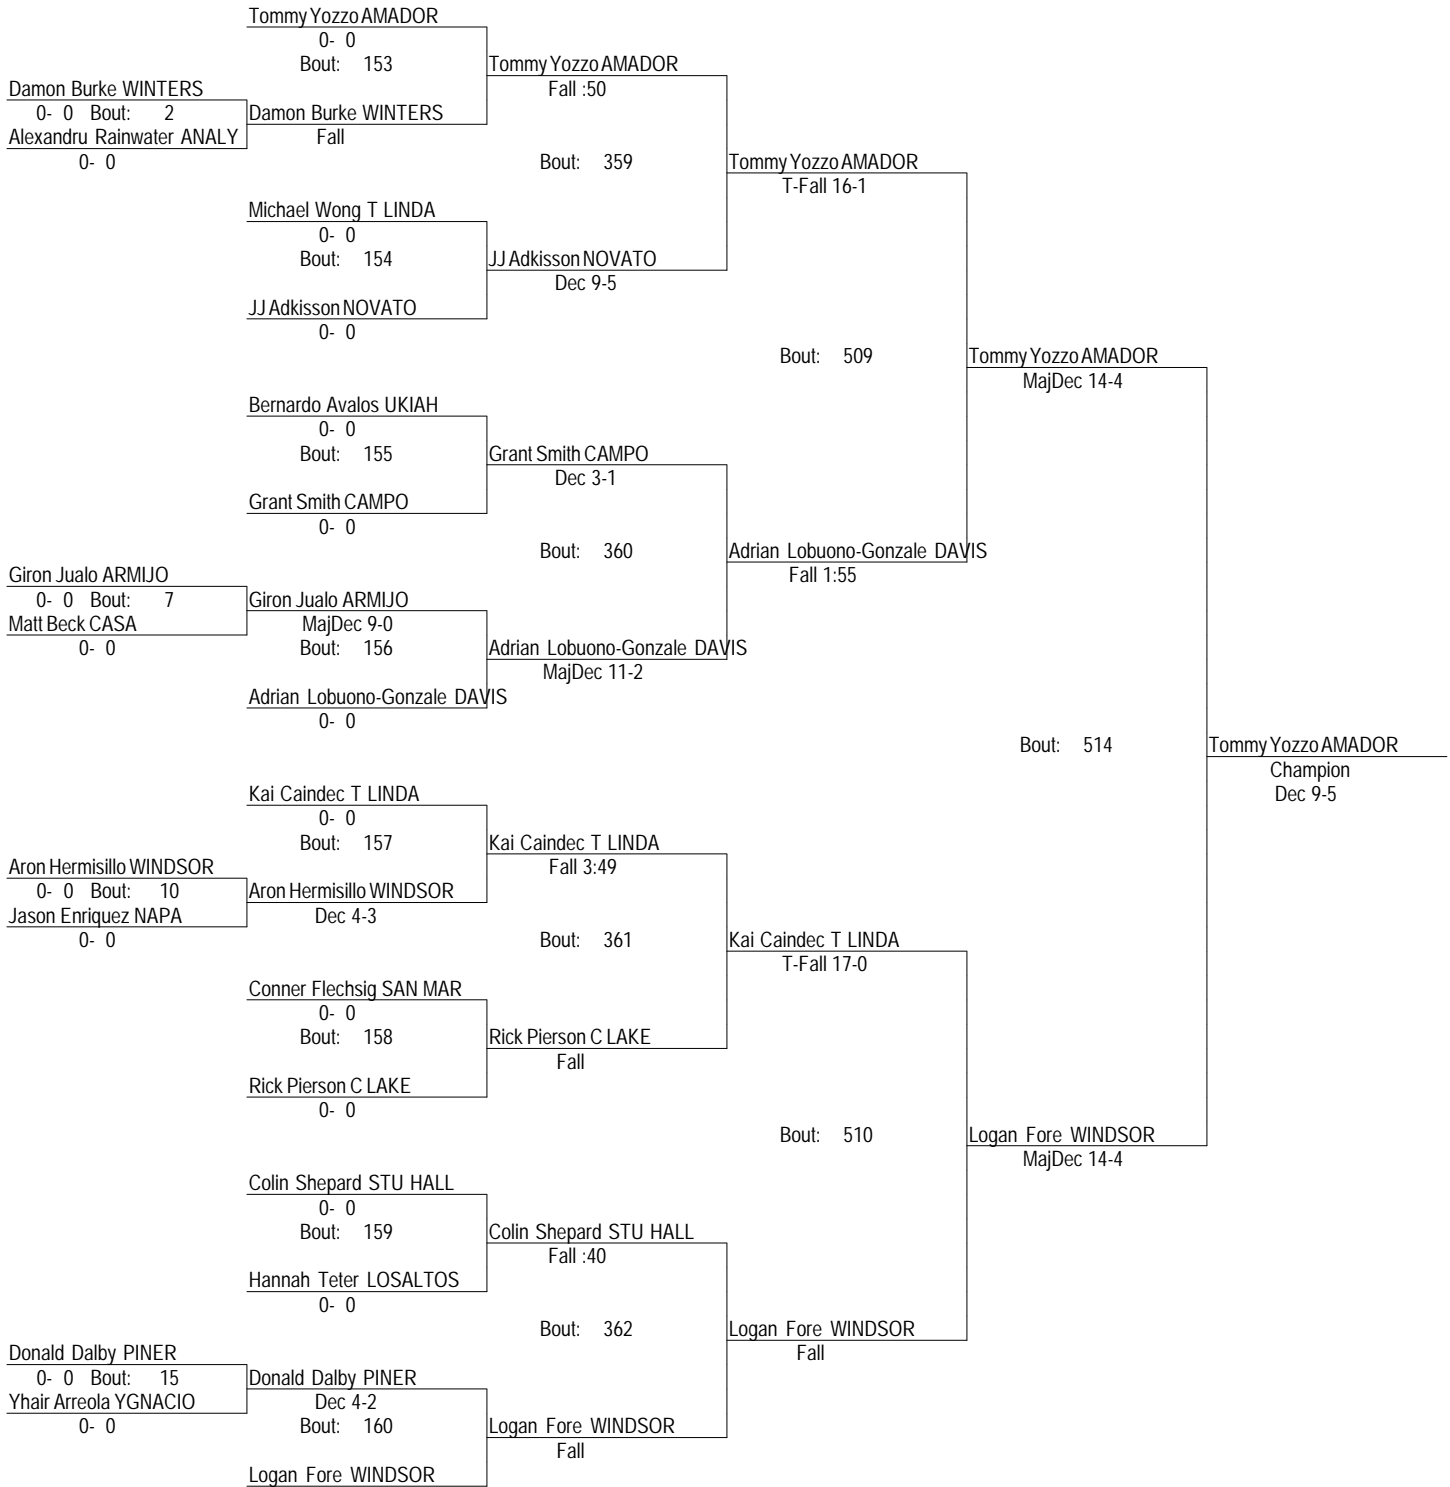 Tommy Yozzo AMADOR
0- 0
Bout: 153
Tommy Yozzo AMADOR
Fall :50
Damon Burke WINTERS
0- 0 Bout: 2
Damon Burke WINTERS
Fall
Alexandru Rainwater ANALY
0- 0
Bout: 359
Tommy Yozzo AMADOR
T-Fall 16-1
Michael Wong T LINDA
0- 0
Bout: 154
JJ Adkisson NOVATO
Dec 9-5
JJ Adkisson NOVATO
0- 0
Bout: 509
Tommy Yozzo AMADOR
MajDec 14-4
Bernardo Avalos UKIAH
0- 0
Bout: 155
Grant Smith CAMPO
Dec 3-1
Grant Smith CAMPO
0- 0
Bout: 360
Adrian Lobuono-Gonzale DAVIS
Fall 1:55
Giron Jualo ARMIJO
0- 0 Bout: 7
Giron Jualo ARMIJO
MajDec 9-0
Matt Beck CASA
0- 0
Bout: 156
Adrian Lobuono-Gonzale DAVIS
MajDec 11-2
Adrian Lobuono-Gonzale DAVIS
0- 0
Bout: 514
Tommy Yozzo AMADOR
Champion
Dec 9-5
Kai Caindec T LINDA
0- 0
Bout: 157
Kai Caindec T LINDA
Fall 3:49
Aron Hermisillo WINDSOR
0- 0 Bout: 10
Aron Hermisillo WINDSOR
Dec 4-3
Jason Enriquez NAPA
0- 0
Bout: 361
Kai Caindec T LINDA
T-Fall 17-0
Conner Flechsig SAN MAR
0- 0
Bout: 158
Rick Pierson C LAKE
Fall
Rick Pierson C LAKE
0- 0
Bout: 510
Logan Fore WINDSOR
MajDec 14-4
Colin Shepard STU HALL
0- 0
Bout: 159
Colin Shepard STU HALL
Fall :40
Hannah Teter LOSALTOS
0- 0
Bout: 362
Logan Fore WINDSOR
Fall
Donald Dalby PINER
0- 0 Bout: 15
Donald Dalby PINER
Dec 4-2
Yhair Arreola YGNACIO
0- 0
Bout: 160
Logan Fore WINDSOR
Fall
Logan Fore WINDSOR